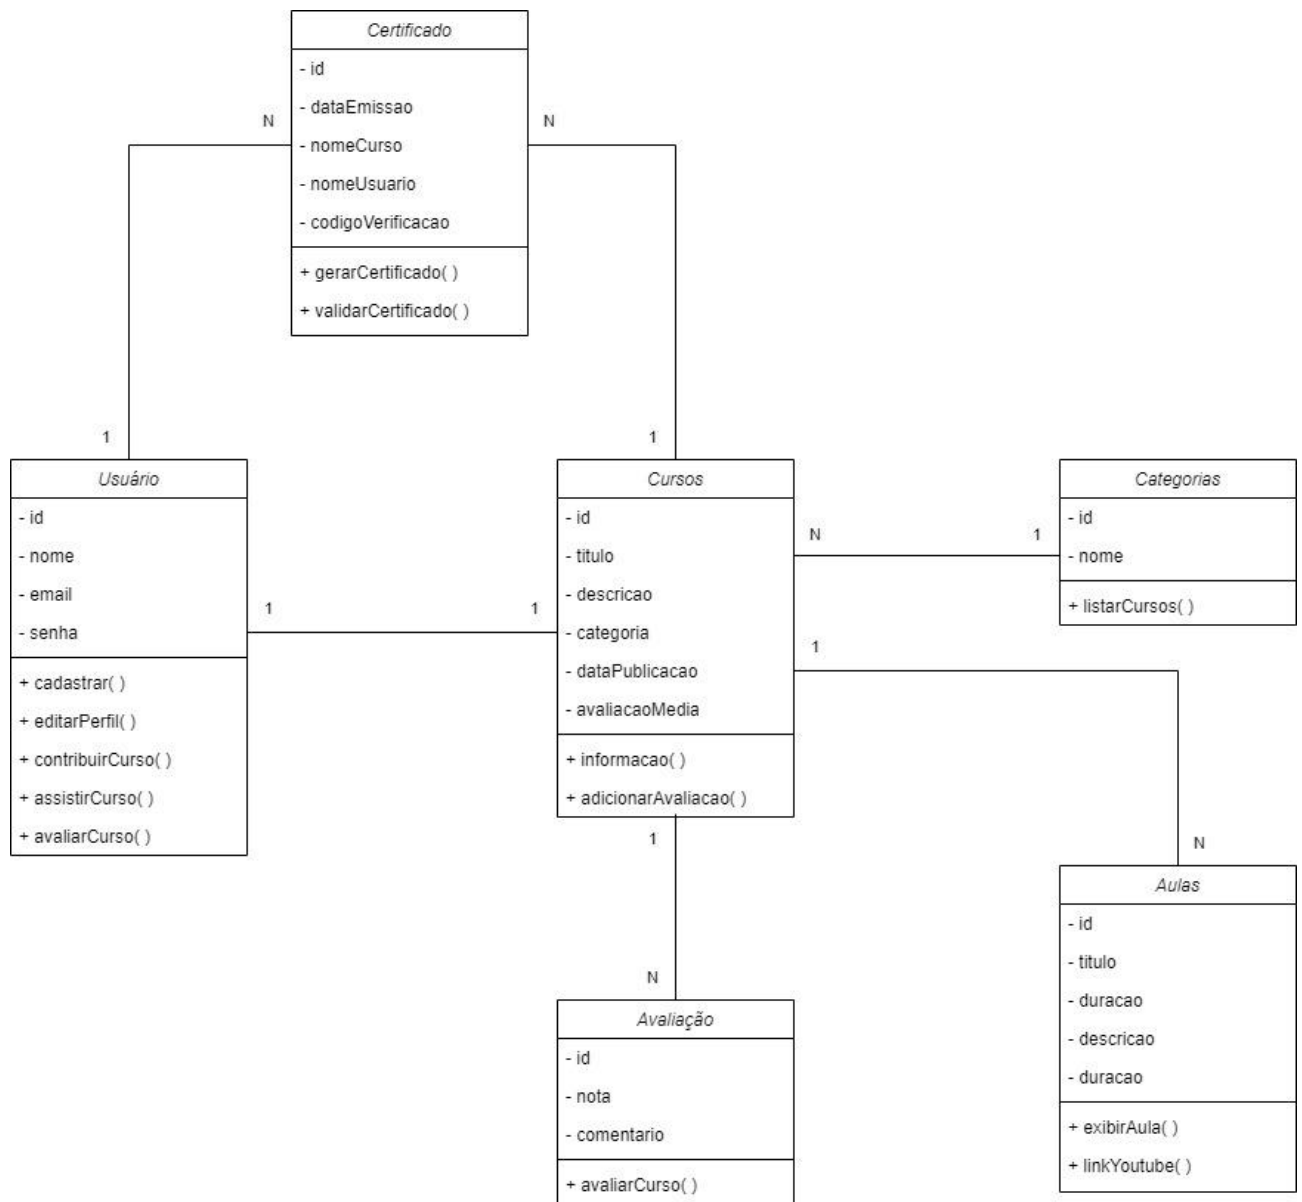 Certificado
- id
- dataEmissao
- nomeCurso
- nomeUsuario
- codigoVerificacao
+ gerarCertificado( )
+ validarCertificado( )
N
N
1
1
Usuário
- id
- nome
- email
- senha
+ cadastrar( )
+ editarPerfil( )
+ contribuirCurso( )
+ assistirCurso( )
+ avaliarCurso( )
1
1
Cursos
- id
- titulo
- descricao
- categoria
- dataPublicacao
- avaliacaoMedia
+ informacao( )
+ adicionarAvaliacao( )
N
1
Categorias
- id
- nome
+ listarCursos( )
1
N
Aulas
- id
- titulo
- duracao
- descricao
- duracao
+ exibirAula( )
+ linkYoutube( )
1
N
Avaliação
- id
- nota
- comentario
+ avaliarCurso( )